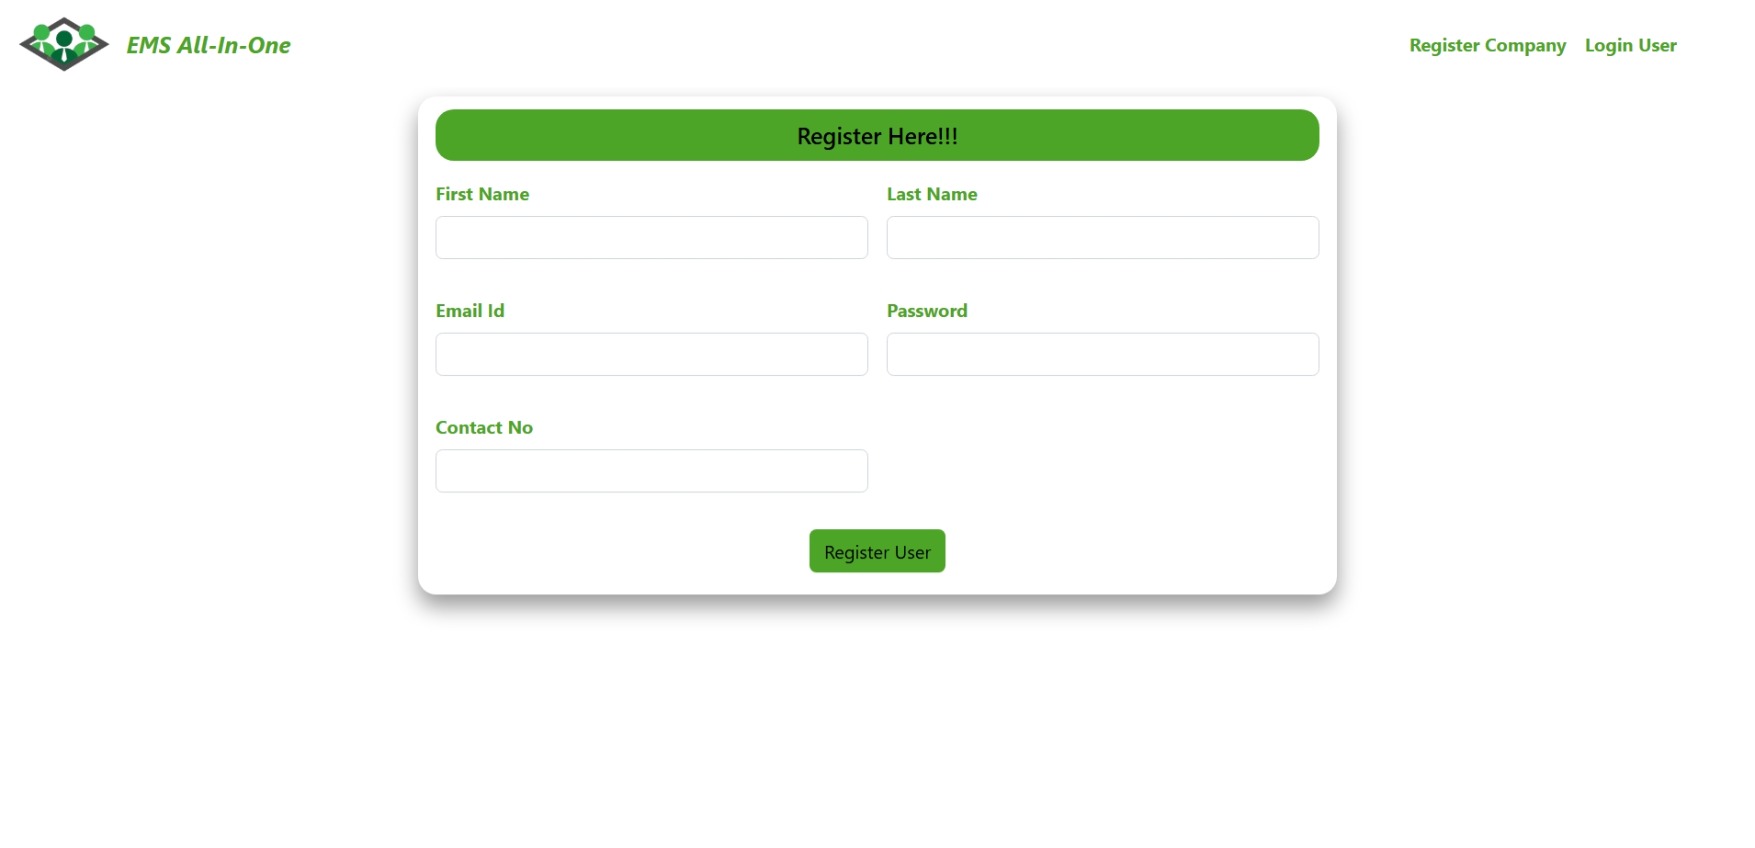 EMS All-In-One
Register Company Login User
Register Here!!!
First Name Last Name
Email Id Password
Contact No
Register User